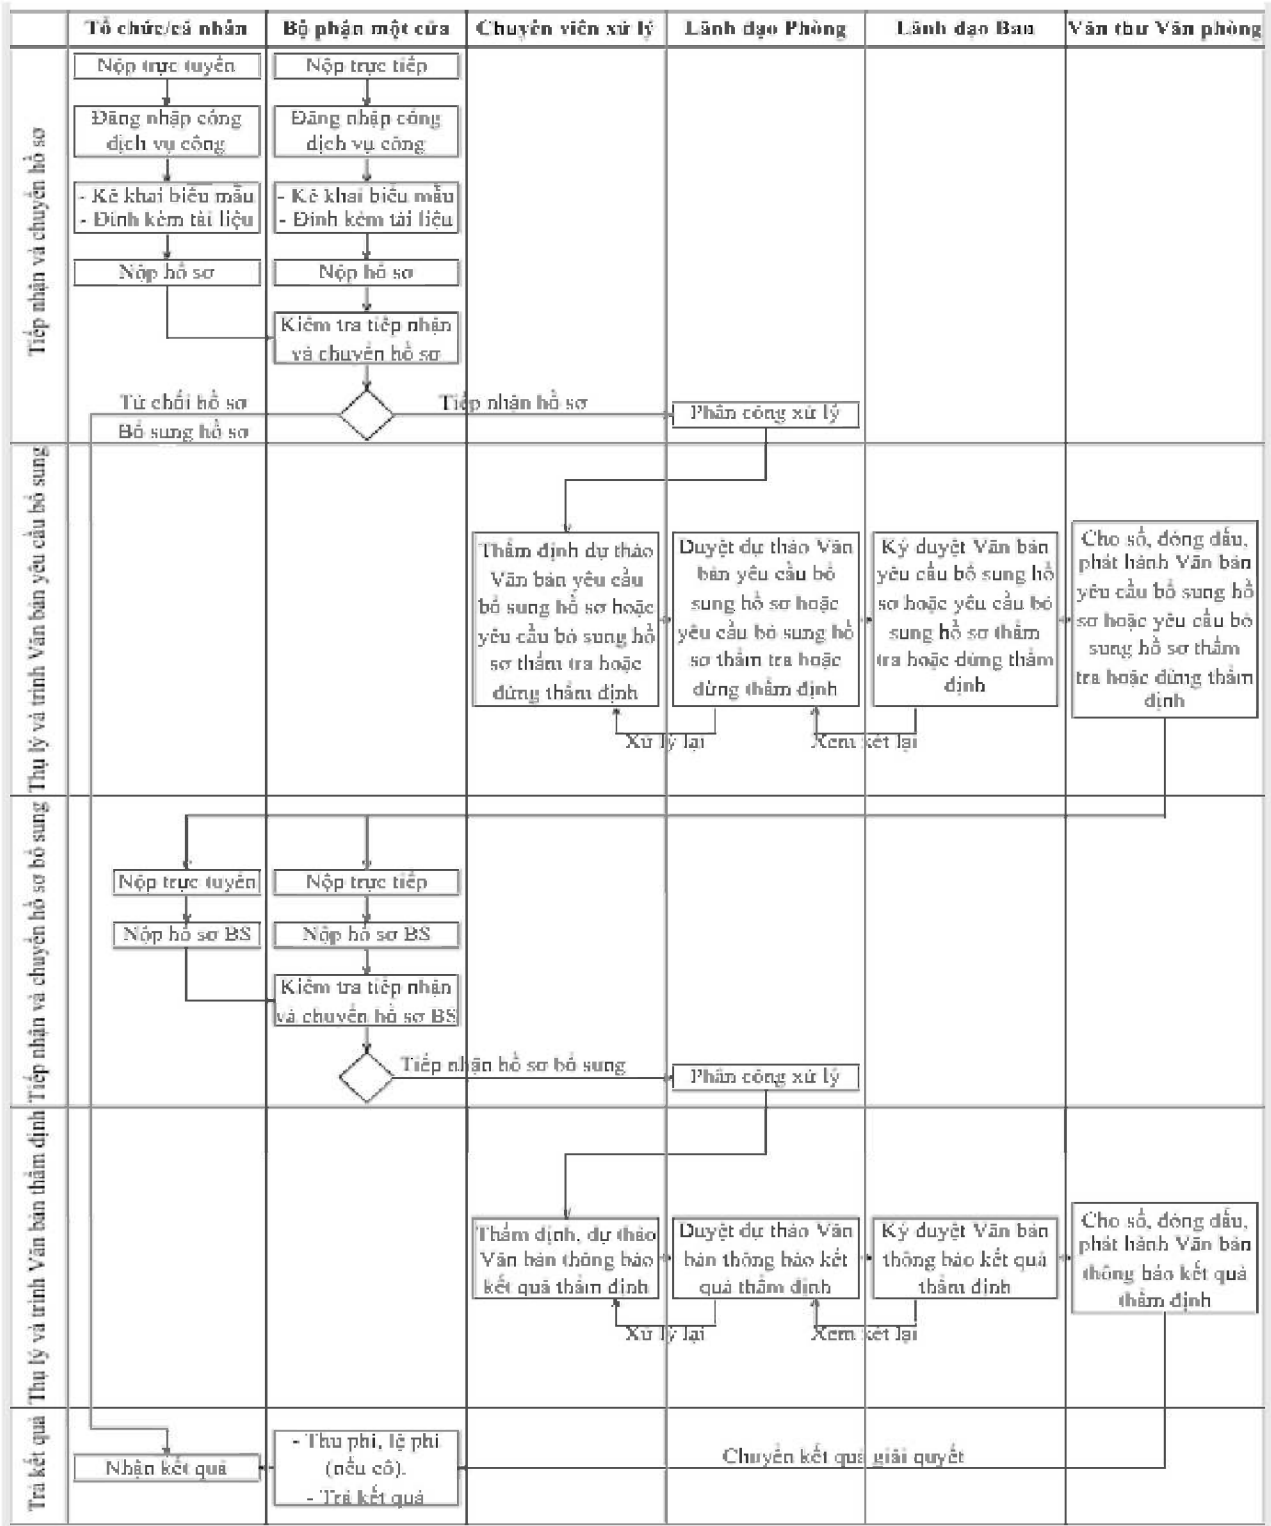 Tổ chức/cá nhân
Bộ phận một cửa
Chuyên viên xử lý
Lãnh đạo Phòng
Lãnh đạo Ban
Văn thư Văn phòng
Tiếp nhận và chuyển hồ sơ
Nộp trực tuyến
Nộp trực tiếp
Đăng nhập cổng
dịch vụ công
Đăng nhập cổng
dịch vụ công
- Kê khai biểu mẫu
- Đính kèm tài liệu
- Kê khai biểu mẫu
- Đính kèm tài liệu
Nộp hồ sơ
Nộp hồ sơ
Kiểm tra tiếp nhận
và chuyển hồ sơ
Từ chối hồ sơ
Bổ sung hồ sơ
Tiếp nhận hồ sơ
Phân công xử lý
Thụ lý và trình Văn bản yêu cầu bổ sung
Thẩm định dự thảo
Văn bản yêu cầu
bổ sung hồ sơ hoặc
yêu cầu bổ sung hồ
sơ thẩm tra hoặc
dừng thẩm định
Duyệt dự thảo Văn
bản yêu cầu bổ
sung hồ sơ hoặc
yêu cầu bổ sung hồ
sơ thẩm tra hoặc
dừng thẩm định
Ký duyệt Văn bản
yêu cầu bổ sung hồ
sơ hoặc yêu cầu bổ
sung hồ sơ thẩm
tra hoặc dừng thẩm
định
Cho số, đóng dấu,
phát hành Văn bản
yêu cầu bổ sung hồ
sơ hoặc yêu cầu bổ
sung hồ sơ thẩm
tra hoặc dừng thẩm
định
Xử lý lại
Xem xét lại
Tiếp nhận và chuyển hồ sơ bổ sung
Nộp trực tuyến
Nộp trực tiếp
Nộp hồ sơ BS
Nộp hồ sơ BS
Kiểm tra tiếp nhận
và chuyển hồ sơ BS
Tiếp nhận hồ sơ bổ sung
Phân công xử lý
Thụ lý và trình Văn bản thẩm định
Thẩm định, dự thảo
Văn bản thông báo
kết quả thẩm định
Duyệt dự thảo Văn
bản thông báo kết
quả thẩm định
Ký duyệt Văn bản
thông báo kết quả
thẩm định
Cho số, đóng dấu,
phát hành Văn bản
thông báo kết quả
thẩm định
Xử lý lại
Xem xét lại
Trả kết quả
Nhận kết quả
- Thu phí, lệ phí
(nếu có).
- Trả kết quả
Chuyển kết quả giải quyết